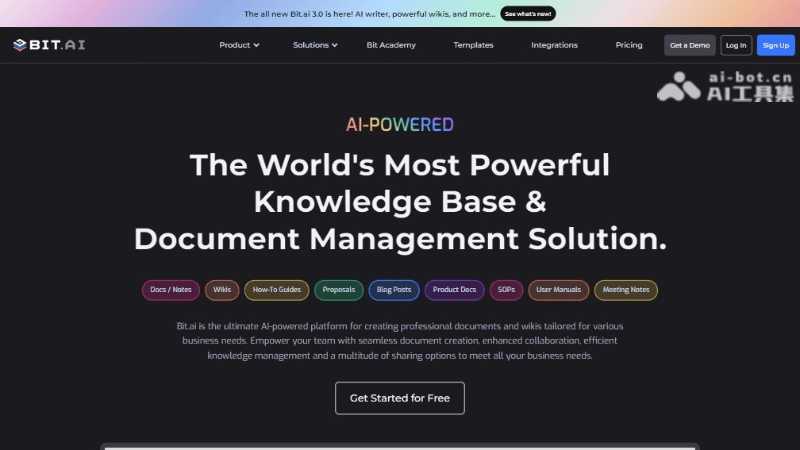 The all new Bit.ai 3.0 is here! AI writer, powerful wikis, and more... See what's new!
BIT.AI Product Solutions Bit Academy Templates Integrations Pricing Get a Demo Log In Sign Up
ai-bot.cn
AI工具集
AI-POWERED
The World's Most Powerful
Knowledge Base &
Document Management Solution.
Docs / Notes Wikis How-To Guides Proposals Blog Posts Product Docs SOPs User Manuals Meeting Notes
Bit.ai is the ultimate AI-powered platform for creating professional documents and wikis tailored for various
business needs. Empower your team with seamless document creation, enhanced collaboration, efficient
knowledge management and a multitude of sharing options to meet all your business needs.
Get Started for Free